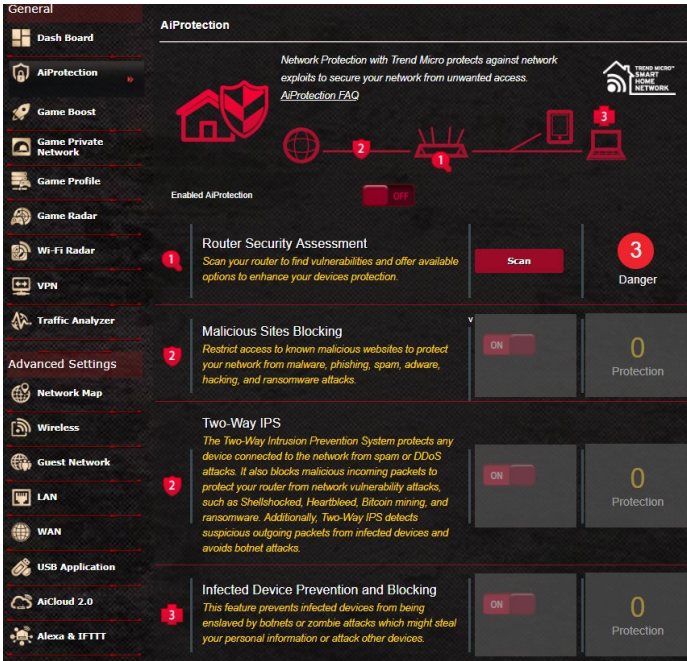 General
Dash Board
AiProtection
Game Boost
Game Private
Network
Game Profile
Game Radar
Wi-Fi Radar
VPN
Traffic Analyzer
Advanced Settings
Network Map
Wireless
Guest Network
LAN
WAN
USB Application
AiCloud 2.0
Alexa & IFTTT
AiProtection
Network Protection with Trend Micro protects against network
exploits to secure your network from unwanted access.
AiProtection FAQ
TREND MICRO™
SMART
HOME
NETWORK
2
1
3
Enabled AiProtection
OFF
1
Router Security Assessment
Scan your router to find vulnerabilities and offer available
options to enhance your devices protection.
Scan
3
Danger
2
Malicious Sites Blocking
Restrict access to known malicious websites to protect
your network from malware, phishing, spam, adware,
hacking, and ransomware attacks.
v
ON
0
Protection
2
Two-Way IPS
The Two-Way Intrusion Prevention System protects any
device connected to the network from spam or DDoS
attacks. It also blocks malicious incoming packets to
protect your router from network vulnerability attacks,
such as Shellshocked, Heartbleed, Bitcoin mining, and
ransomware. Additionally, Two-Way IPS detects
suspicious outgoing packets from infected devices and
avoids botnet attacks.
ON
0
Protection
3
Infected Device Prevention and Blocking
This feature prevents infected devices from being
enslaved by botnets or zombie attacks which might steal
your personal information or attack other devices.
ON
0
Protection